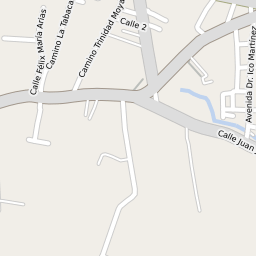 Calle 2
Calle Félix María Arias
Camino La Tabaca
Camino Trinidad Moya
Avenida Dr. Ico Martínez
Calle Juan